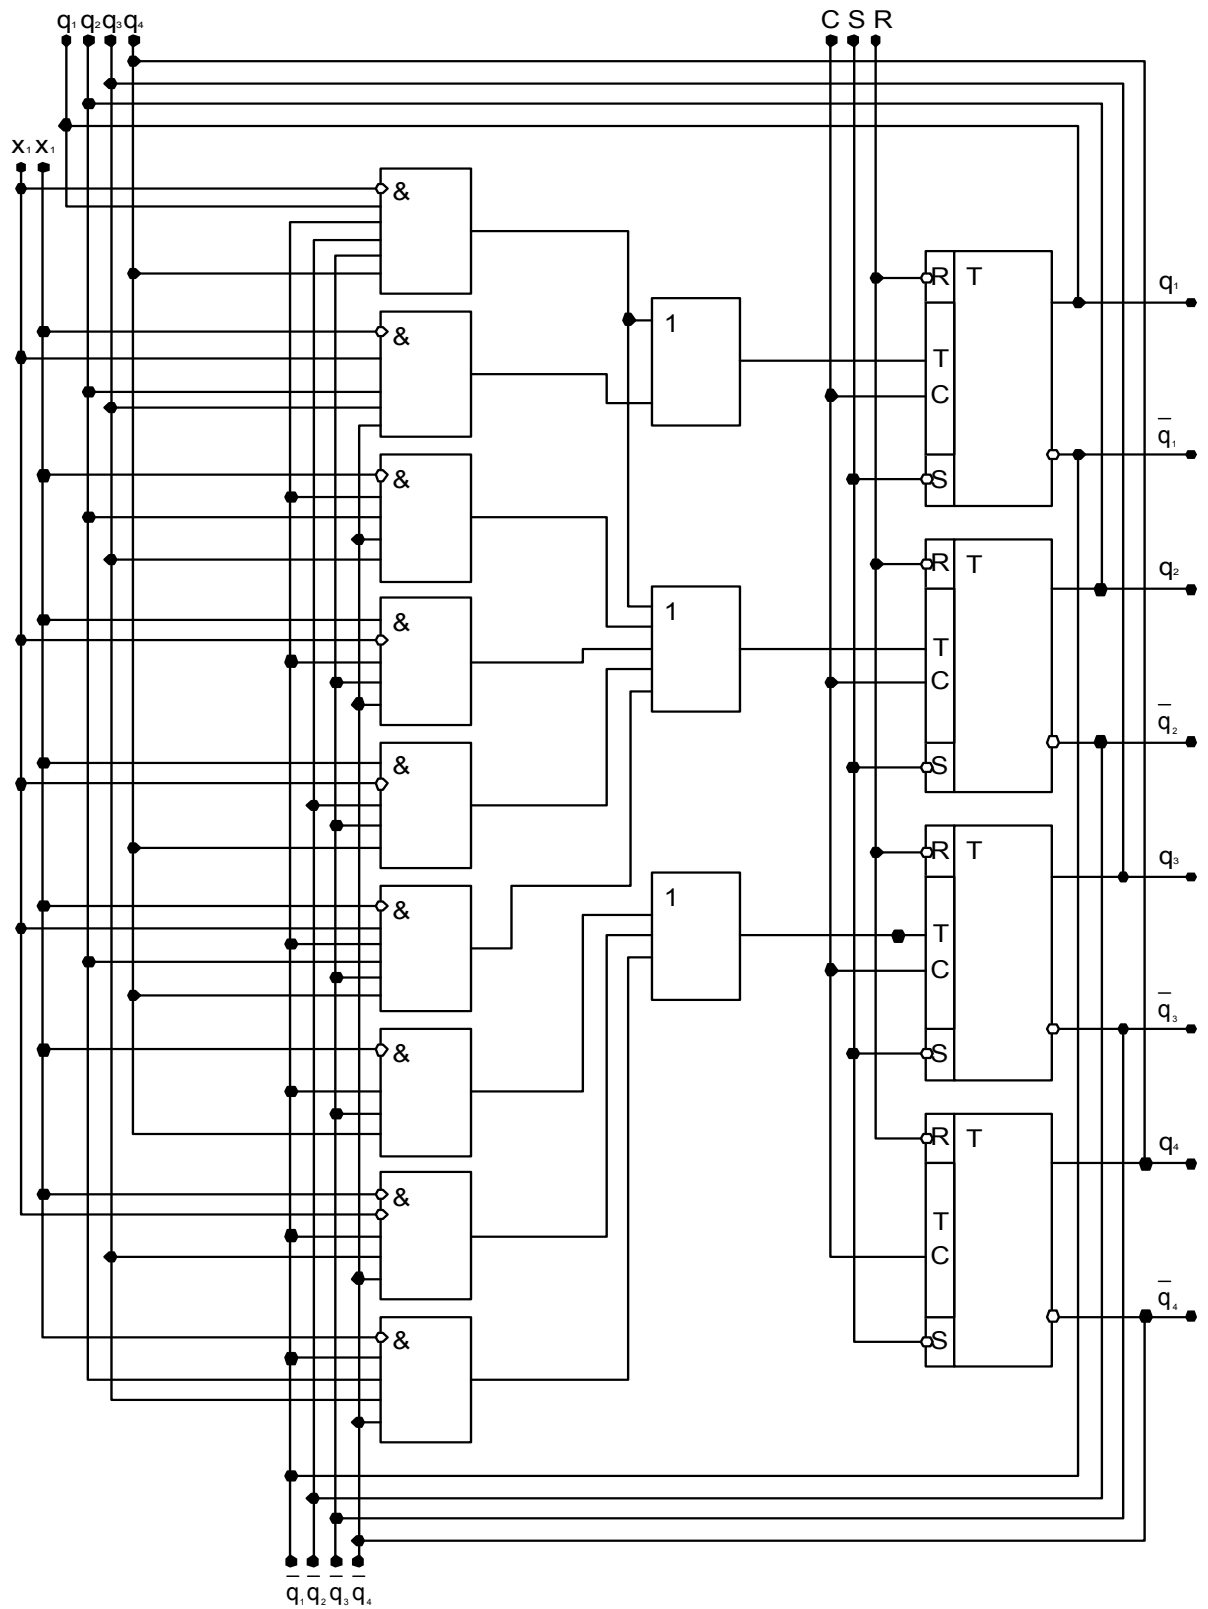 q₁ q₂ q₃ q₄
C S R
x₁ x₁
&
R T
q₁
&
1
T
C
q̅₁
&
S
R T
q₂
&
1
T
C
q̅₂
&
S
R T
q₃
&
1
T
C
q̅₃
&
S
R T
q₄
&
T
C
q̅₄
&
S
q̅₁ q̅₂ q̅₃ q̅₄